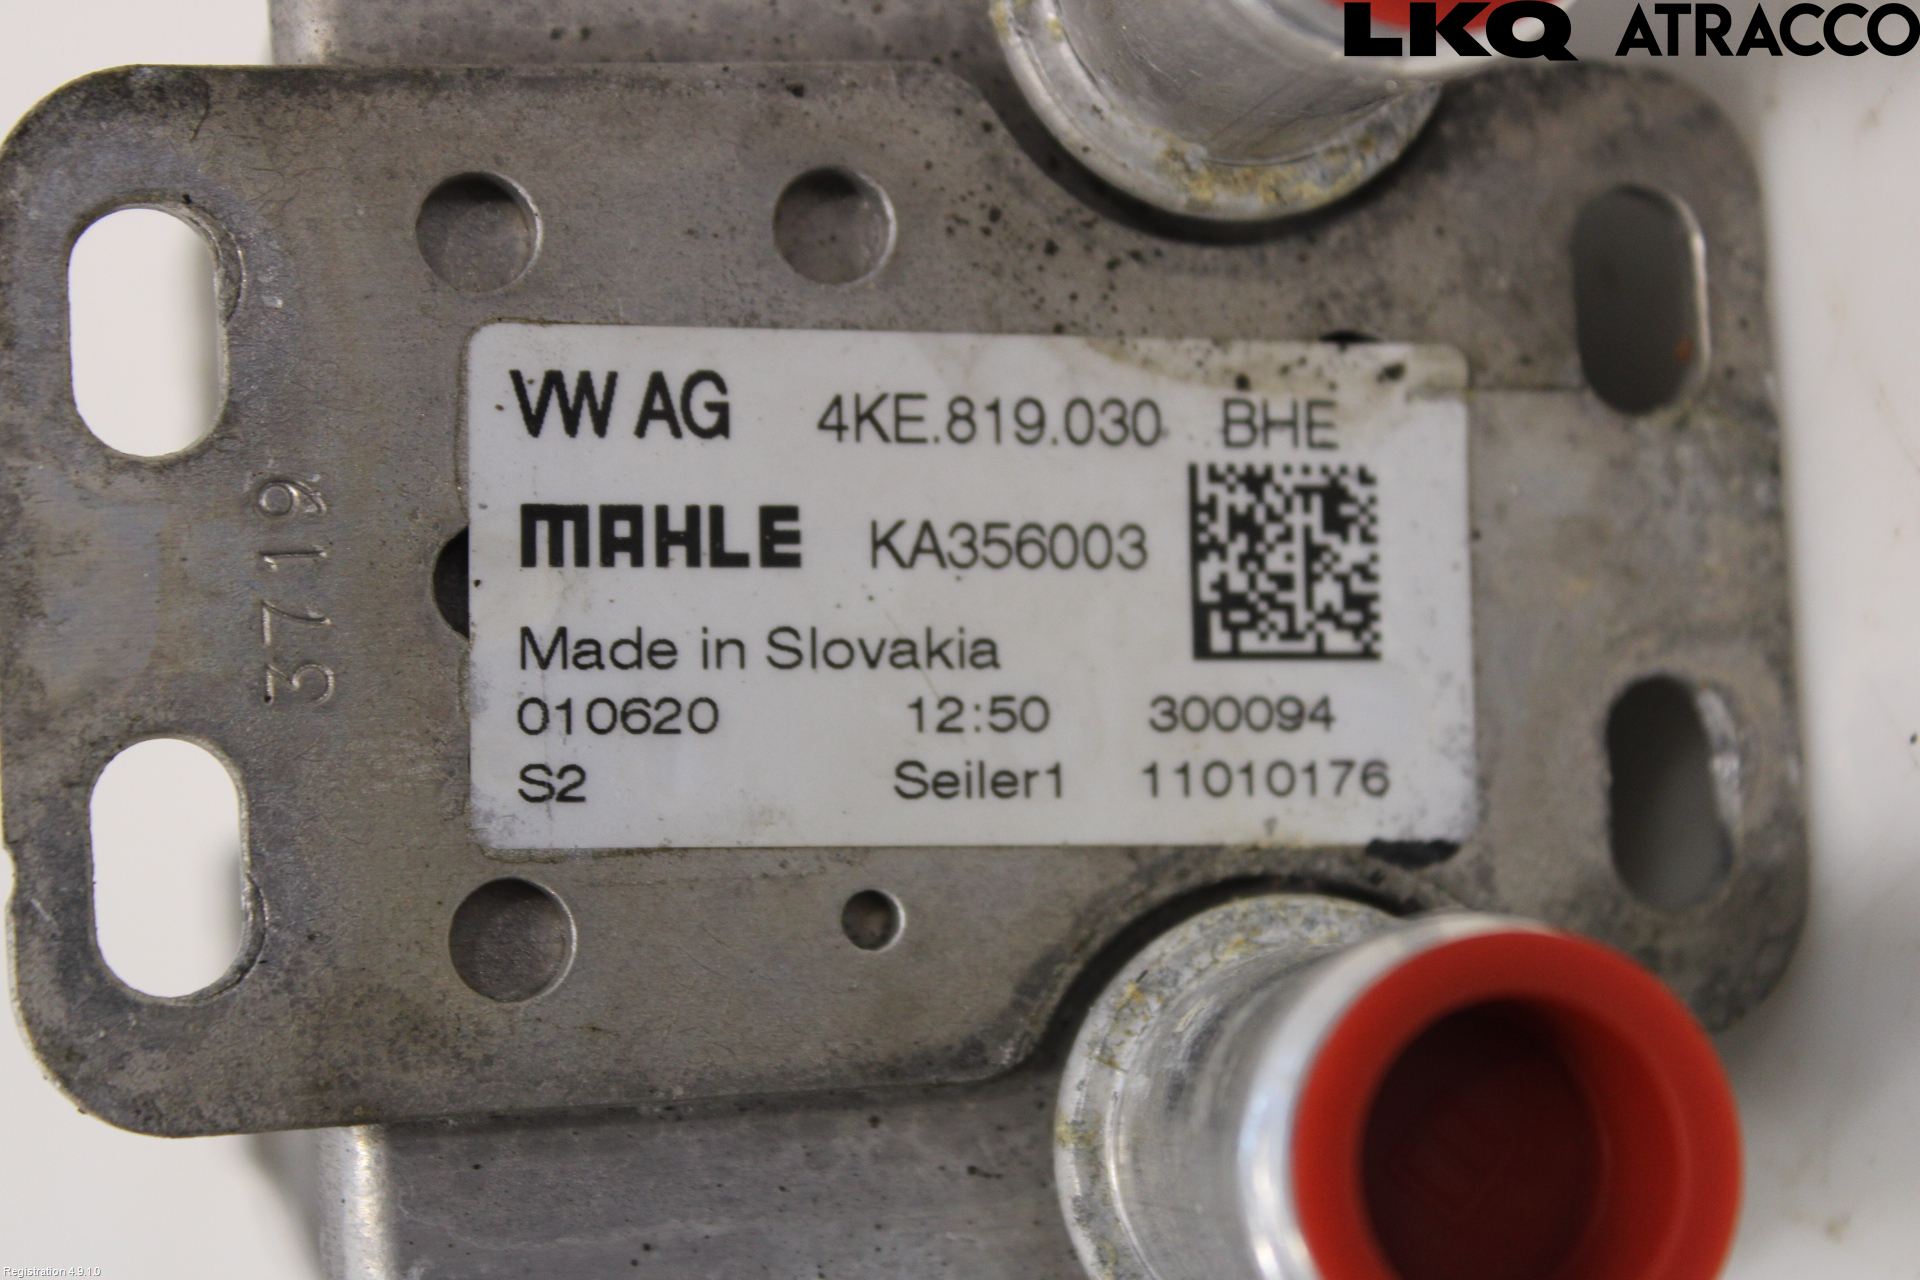 LKQ ATRACCO
VW AG 4KE.819.030 BHE
MAHLE KA356003
Made in Slovakia
010620 12:50 300094
S2 Seiler1 11010176
3719
Registration 4.9.1.0